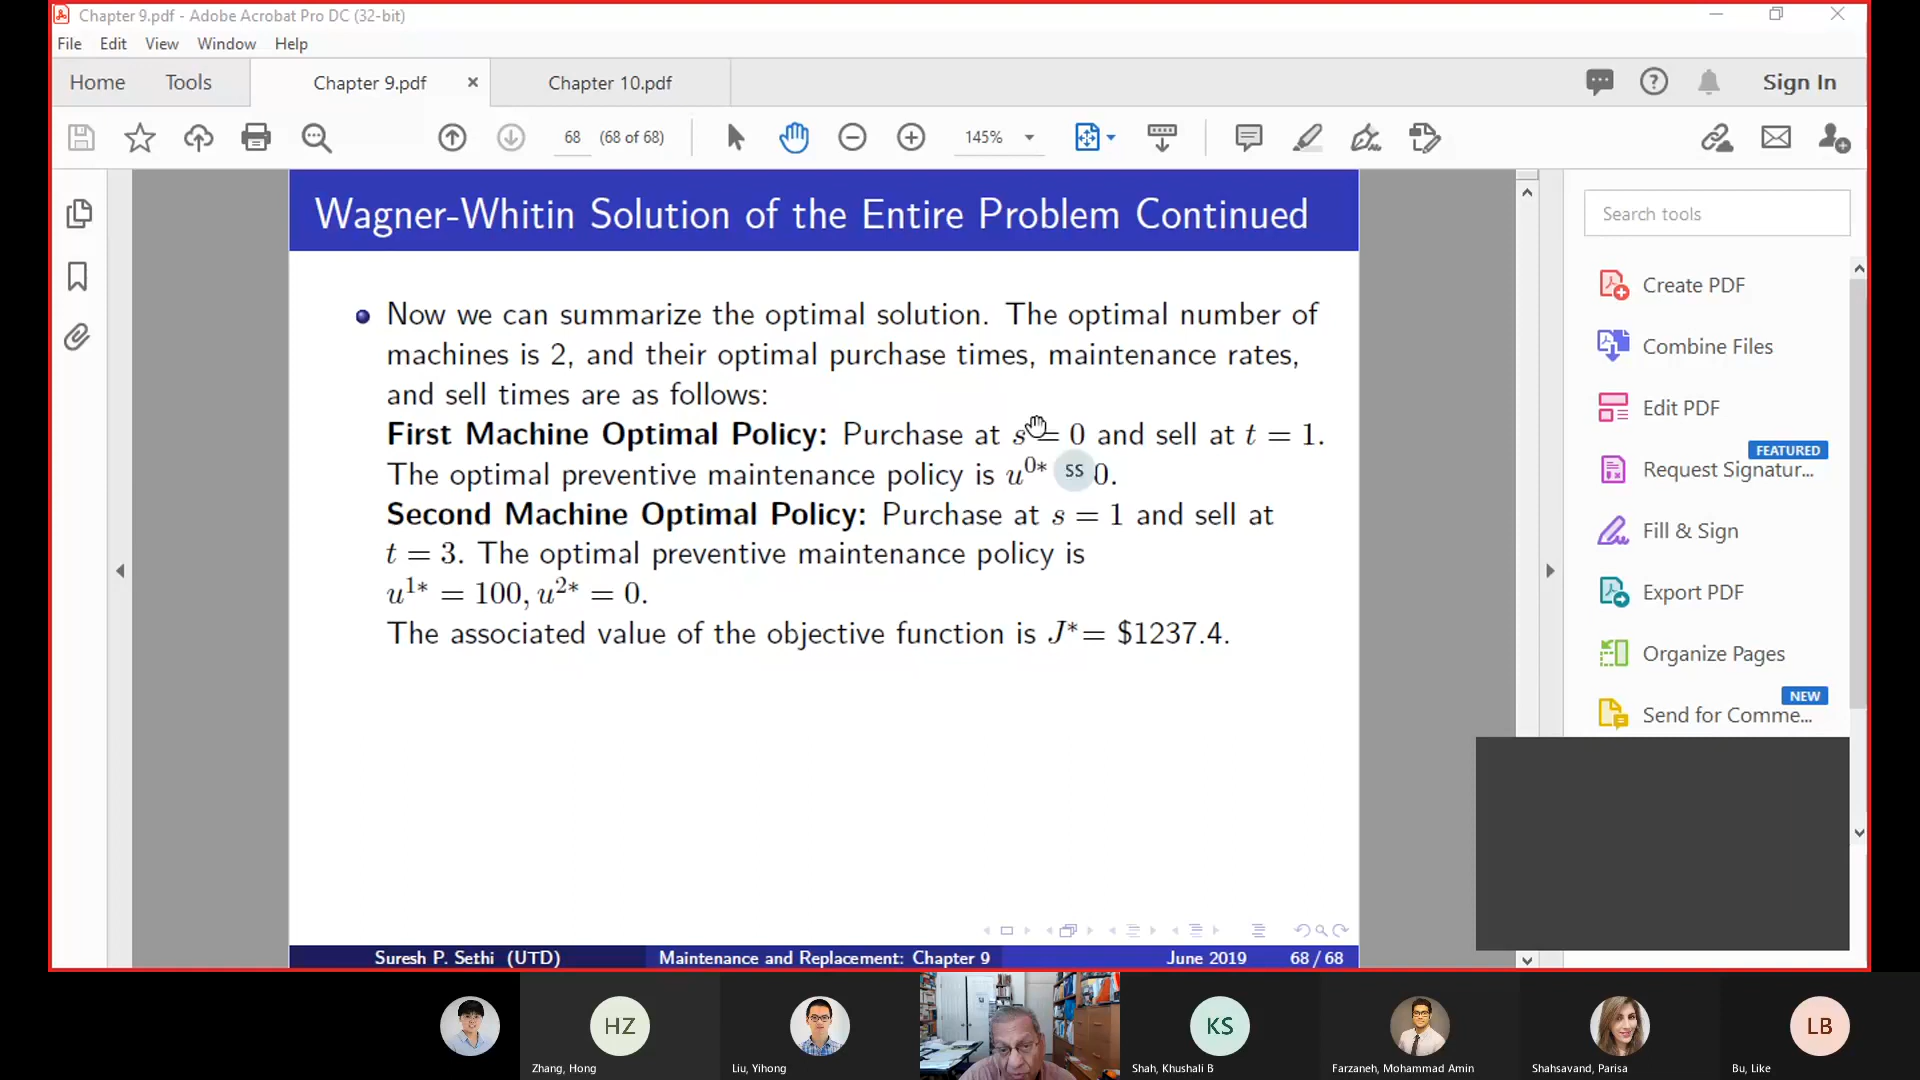 Chapter 9.pdf - Adobe Acrobat Pro DC (32-bit)
File Edit View Window Help
Home Tools Chapter 9.pdf × Chapter 10.pdf Sign In
68 (68 of 68) 145%
Wagner-Whitin Solution of the Entire Problem Continued
Now we can summarize the optimal solution. The optimal number of
machines is 2, and their optimal purchase times, maintenance rates,
and sell times are as follows:
First Machine Optimal Policy: Purchase at s = 0 and sell at t = 1.
The optimal preventive maintenance policy is u⁰* SS 0.
Second Machine Optimal Policy: Purchase at s = 1 and sell at
t = 3. The optimal preventive maintenance policy is
u¹* = 100, u²* = 0.
The associated value of the objective function is J* = $1237.4.
Suresh P. Sethi (UTD) Maintenance and Replacement: Chapter 9 June 2019 68 / 68
Search tools
Create PDF
Combine Files
Edit PDF
FEATURED
Request Signatur...
Fill & Sign
Export PDF
Organize Pages
NEW
Send for Comme...
HZ KS LB
Zhang, Hong Liu, Yihong Shah, Khushali B Farzaneh, Mohammad Amin Shahsavand, Parisa Bu, Like